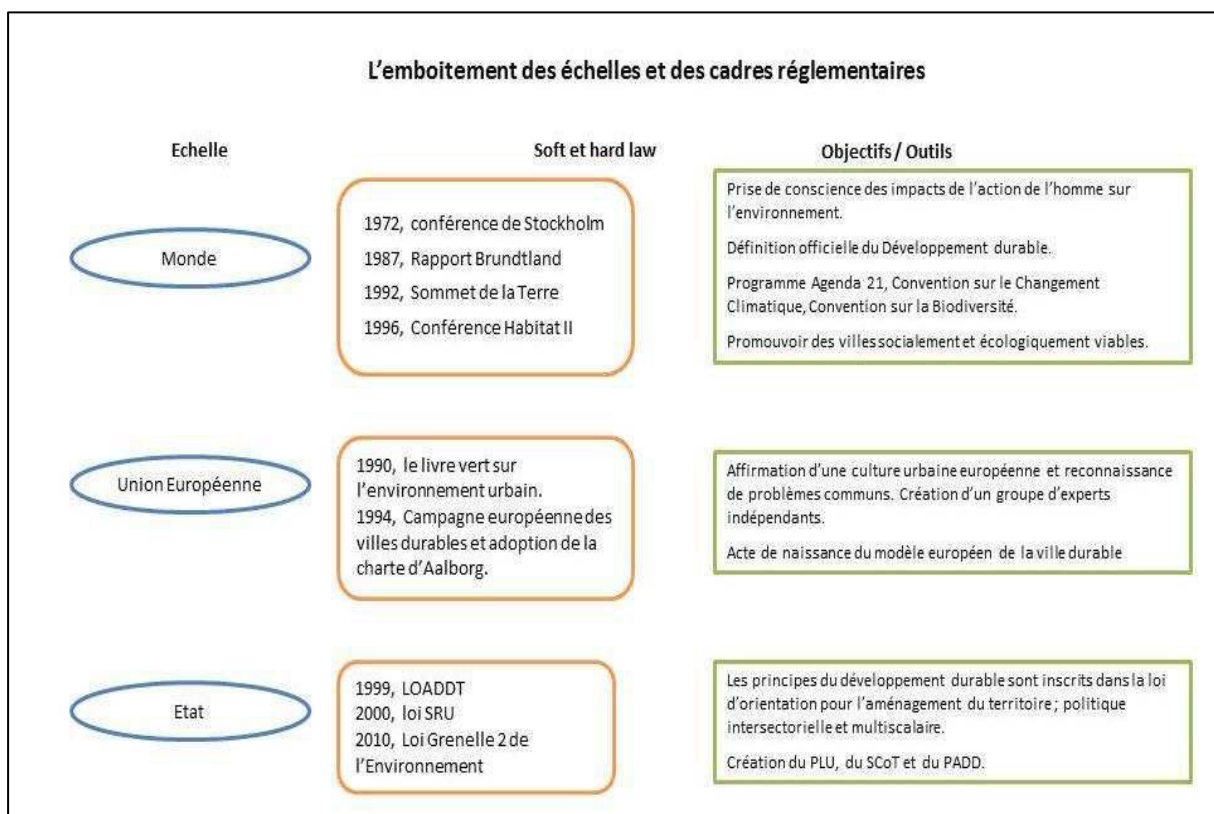 L'emboitement des échelles et des cadres réglementaires
Echelle
Soft et hard law
Objectifs / Outils
Monde
1972, conférence de Stockholm
1987, Rapport Brundtland
1992, Sommet de la Terre
1996, Conférence Habitat II
Prise de conscience des impacts de l'action de l'homme sur
l'environnement.
Définition officielle du Développement durable.
Programme Agenda 21, Convention sur le Changement
Climatique, Convention sur la Biodiversité.
Promouvoir des villes socialement et écologiquement viables.
Union Européenne
1990, le livre vert sur
l'environnement urbain.
1994, Campagne européenne des
villes durables et adoption de la
charte d'Aalborg.
Affirmation d'une culture urbaine européenne et reconnaissance
de problèmes communs. Création d'un groupe d'experts
indépendants.
Acte de naissance du modèle européen de la ville durable
Etat
1999, LOADDT
2000, loi SRU
2010, Loi Grenelle 2 de
l'Environnement
Les principes du développement durable sont inscrits dans la loi
d'orientation pour l'aménagement du territoire ; politique
intersectorielle et multiscalaire.
Création du PLU, du SCoT et du PADD.